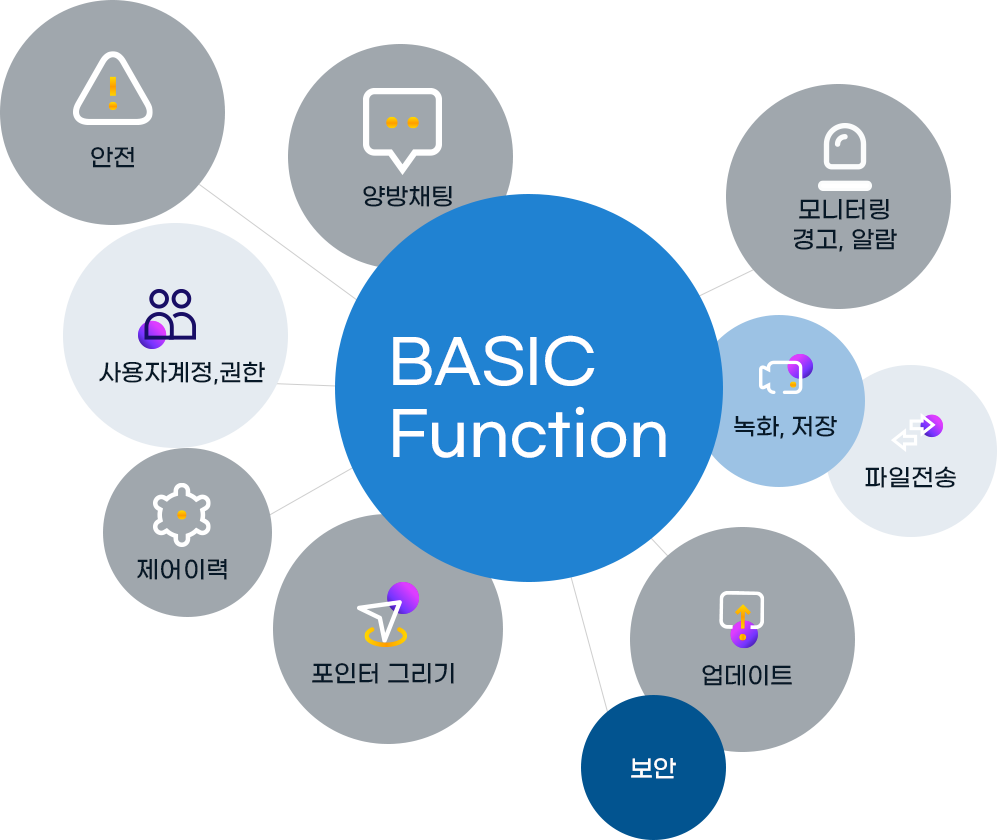 안전
양방채팅
모니터링
경고, 알람
사용자계정,권한
BASIC
Function
녹화, 저장
파일전송
제어이력
포인터 그리기
업데이트
보안